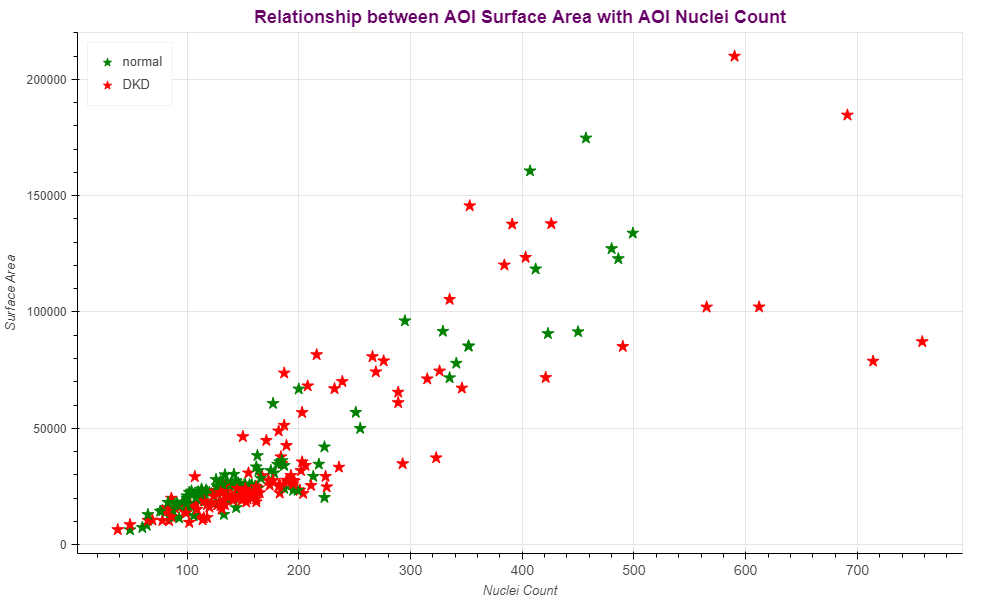 Relationship between AOI Surface Area with AOI Nuclei Count
normal
DKD
200000
150000
100000
50000
0
Surface Area
100
200
300
400
500
600
700
Nuclei Count